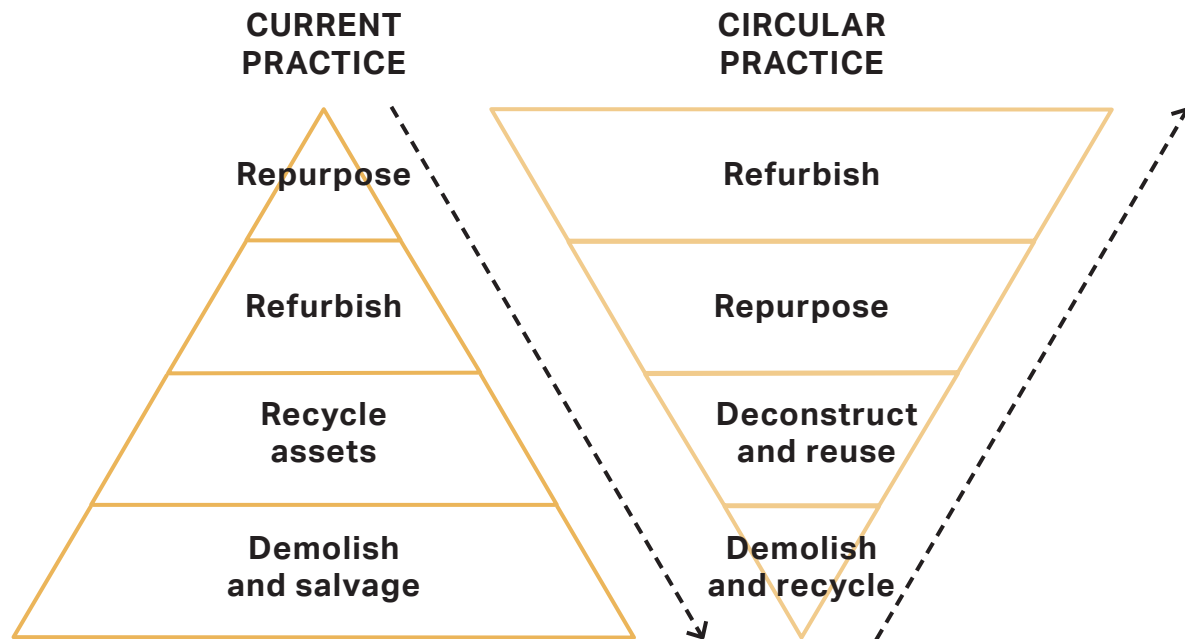 CURRENT
PRACTICE
Repurpose
Refurbish
Recycle
assets
Demolish
and salvage
CIRCULAR
PRACTICE
Refurbish
Repurpose
Deconstruct
and reuse
Demolish
and recycle